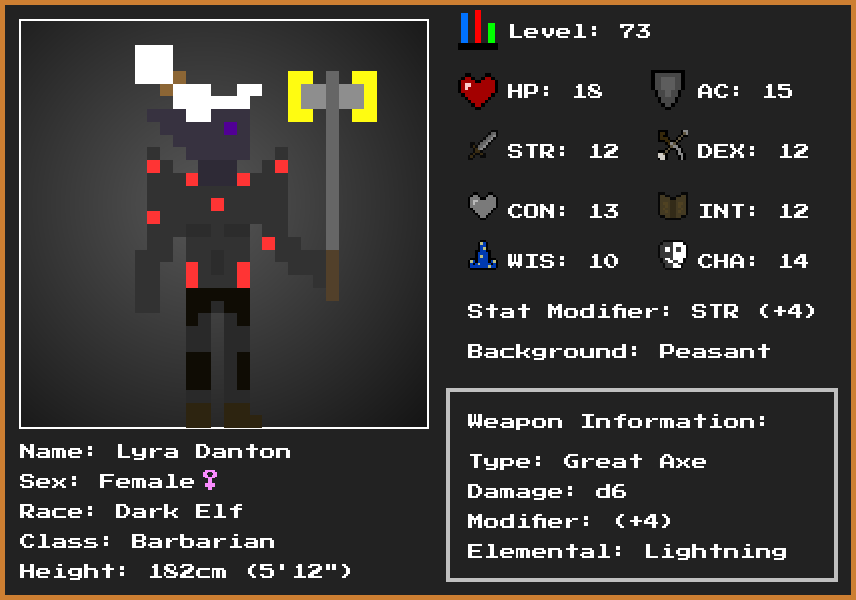 Level: 73
HP: 18 AC: 15
STR: 12 DEX: 12
CON: 13 INT: 12
WIS: 10 CHA: 14
Stat Modifier: STR (+4)
Background: Peasant
Weapon Information:
Type: Great Axe
Damage: d6
Modifier: (+4)
Elemental: Lightning
Name: Lyra Danton
Sex: Female♀
Race: Dark Elf
Class: Barbarian
Height: 182cm (5'12")